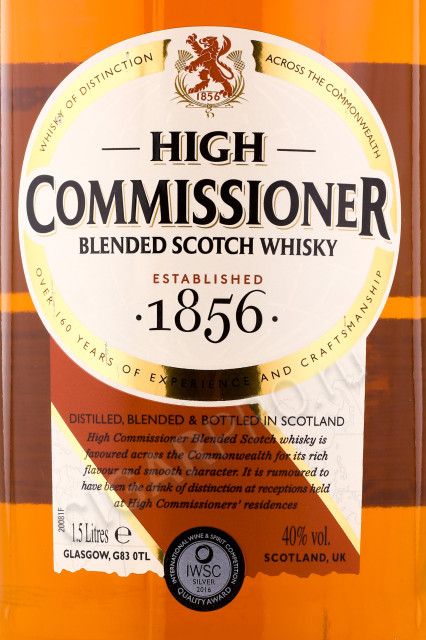 WHISKY OF DISTINCTION
ACROSS THE COMMONWEALTH
1856
HIGH
COMMISSIONER
BLENDED SCOTCH WHISKY
ESTABLISHED
·1856·
OVER 160 YEARS OF EXPERIENCE AND CRAFTSMANSHIP
DISTILLED, BLENDED & BOTTLED IN SCOTLAND
High Commissioner Blended Scotch whisky is
favoured across the Commonwealth for its rich
flavour and smooth character. It is rumoured to
have been the drink of distinction at receptions held
at High Commissioners' residences
20081F
1.5 Litres ℮
40% vol.
GLASGOW, G83 0TL
SCOTLAND, UK
INTERNATIONAL WINE & SPIRIT COMPETITION
IWSC
SILVER
2016
QUALITY AWARD